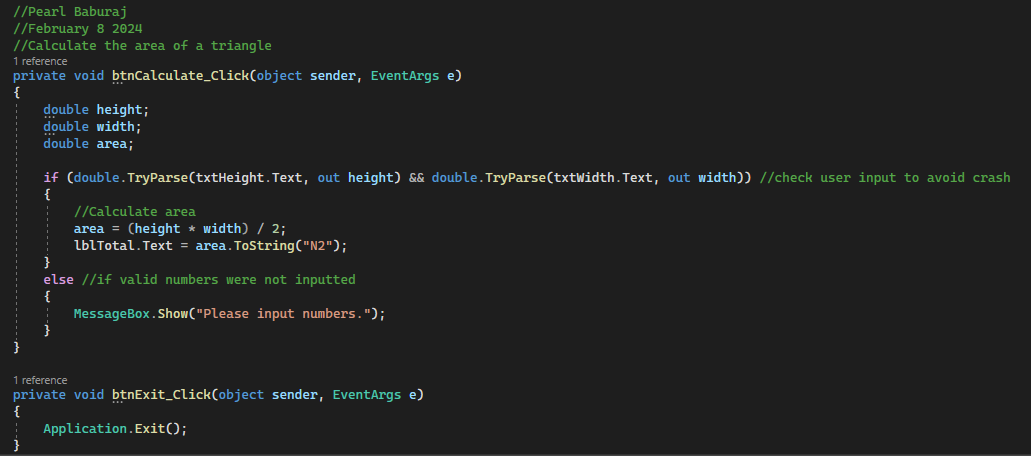 //Pearl Baburaj
//February 8 2024
//Calculate the area of a triangle
1 reference
private void btnCalculate_Click(object sender, EventArgs e)
{
    double height;
    double width;
    double area;

    if (double.TryParse(txtHeight.Text, out height) && double.TryParse(txtWidth.Text, out width)) //check user input to avoid crash
    {
        //Calculate area
        area = (height * width) / 2;
        lblTotal.Text = area.ToString("N2");
    }
    else //if valid numbers were not inputted
    {
        MessageBox.Show("Please input numbers.");
    }
}

1 reference
private void btnExit_Click(object sender, EventArgs e)
{
    Application.Exit();
}